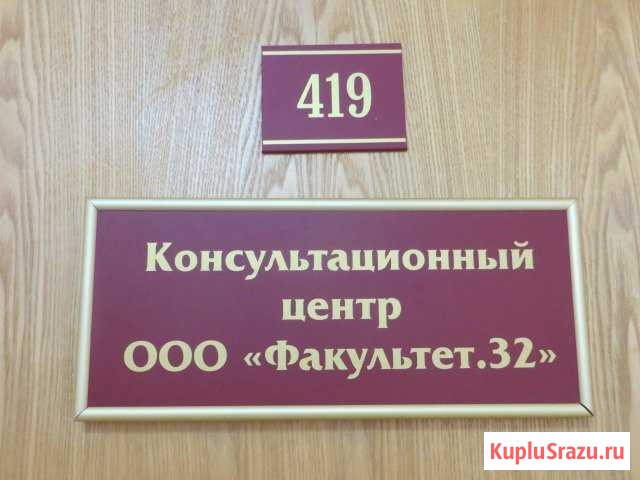 419
Консультационный
центр
ООО «Факультет.32»
KupluSrazu.ru